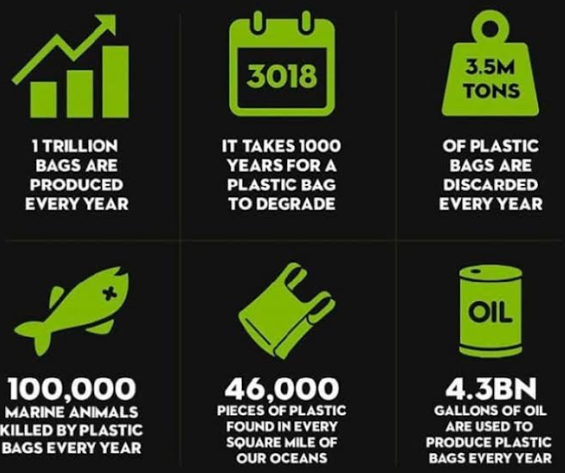 3018
3.5M
TONS
1 TRILLION
BAGS ARE
PRODUCED
EVERY YEAR
IT TAKES 1000
YEARS FOR A
PLASTIC BAG
TO DEGRADE
OF PLASTIC
BAGS ARE
DISCARDED
EVERY YEAR
OIL
100,000
MARINE ANIMALS
KILLED BY PLASTIC
BAGS EVERY YEAR
46,000
PIECES OF PLASTIC
FOUND IN EVERY
SQUARE MILE OF
OUR OCEANS
4.3BN
GALLONS OF OIL
ARE USED TO
PRODUCE PLASTIC
BAGS EVERY YEAR